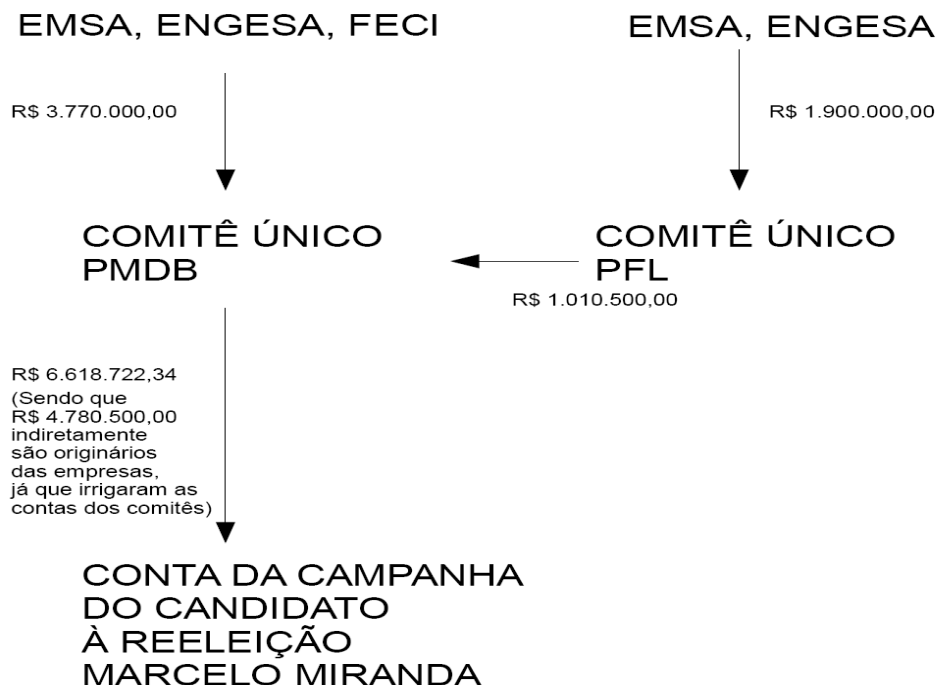 EMSA, ENGESA, FECI
EMSA, ENGESA
R$ 3.770.000,00
R$ 1.900.000,00
COMITÊ ÚNICO
PMDB
COMITÊ ÚNICO
PFL
R$ 1.010.500,00
R$ 6.618.722,34
(Sendo que
R$ 4.780.500,00
indiretamente
são originários
das empresas,
já que irrigaram as
contas dos comitês)
CONTA DA CAMPANHA
DO CANDIDATO
À REELEIÇÃO
MARCELO MIRANDA